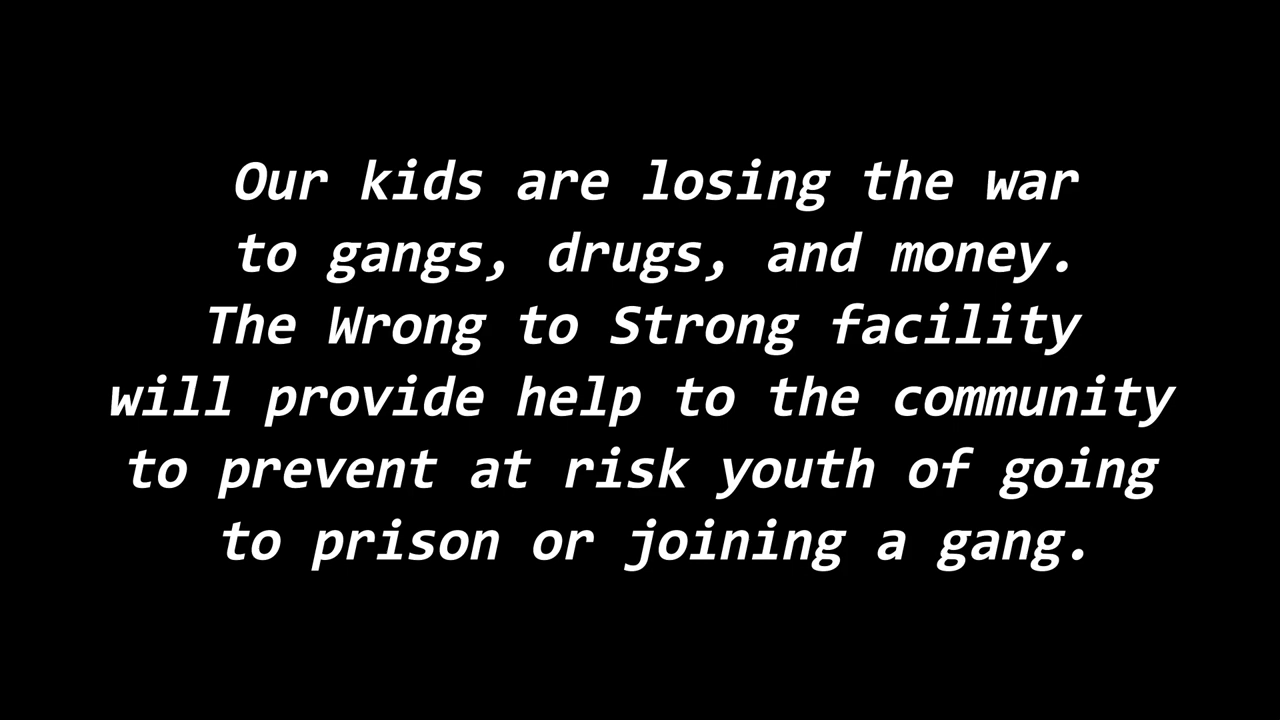 Our kids are losing the war
to gangs, drugs, and money.
The Wrong to Strong facility
will provide help to the community
to prevent at risk youth of going
to prison or joining a gang.